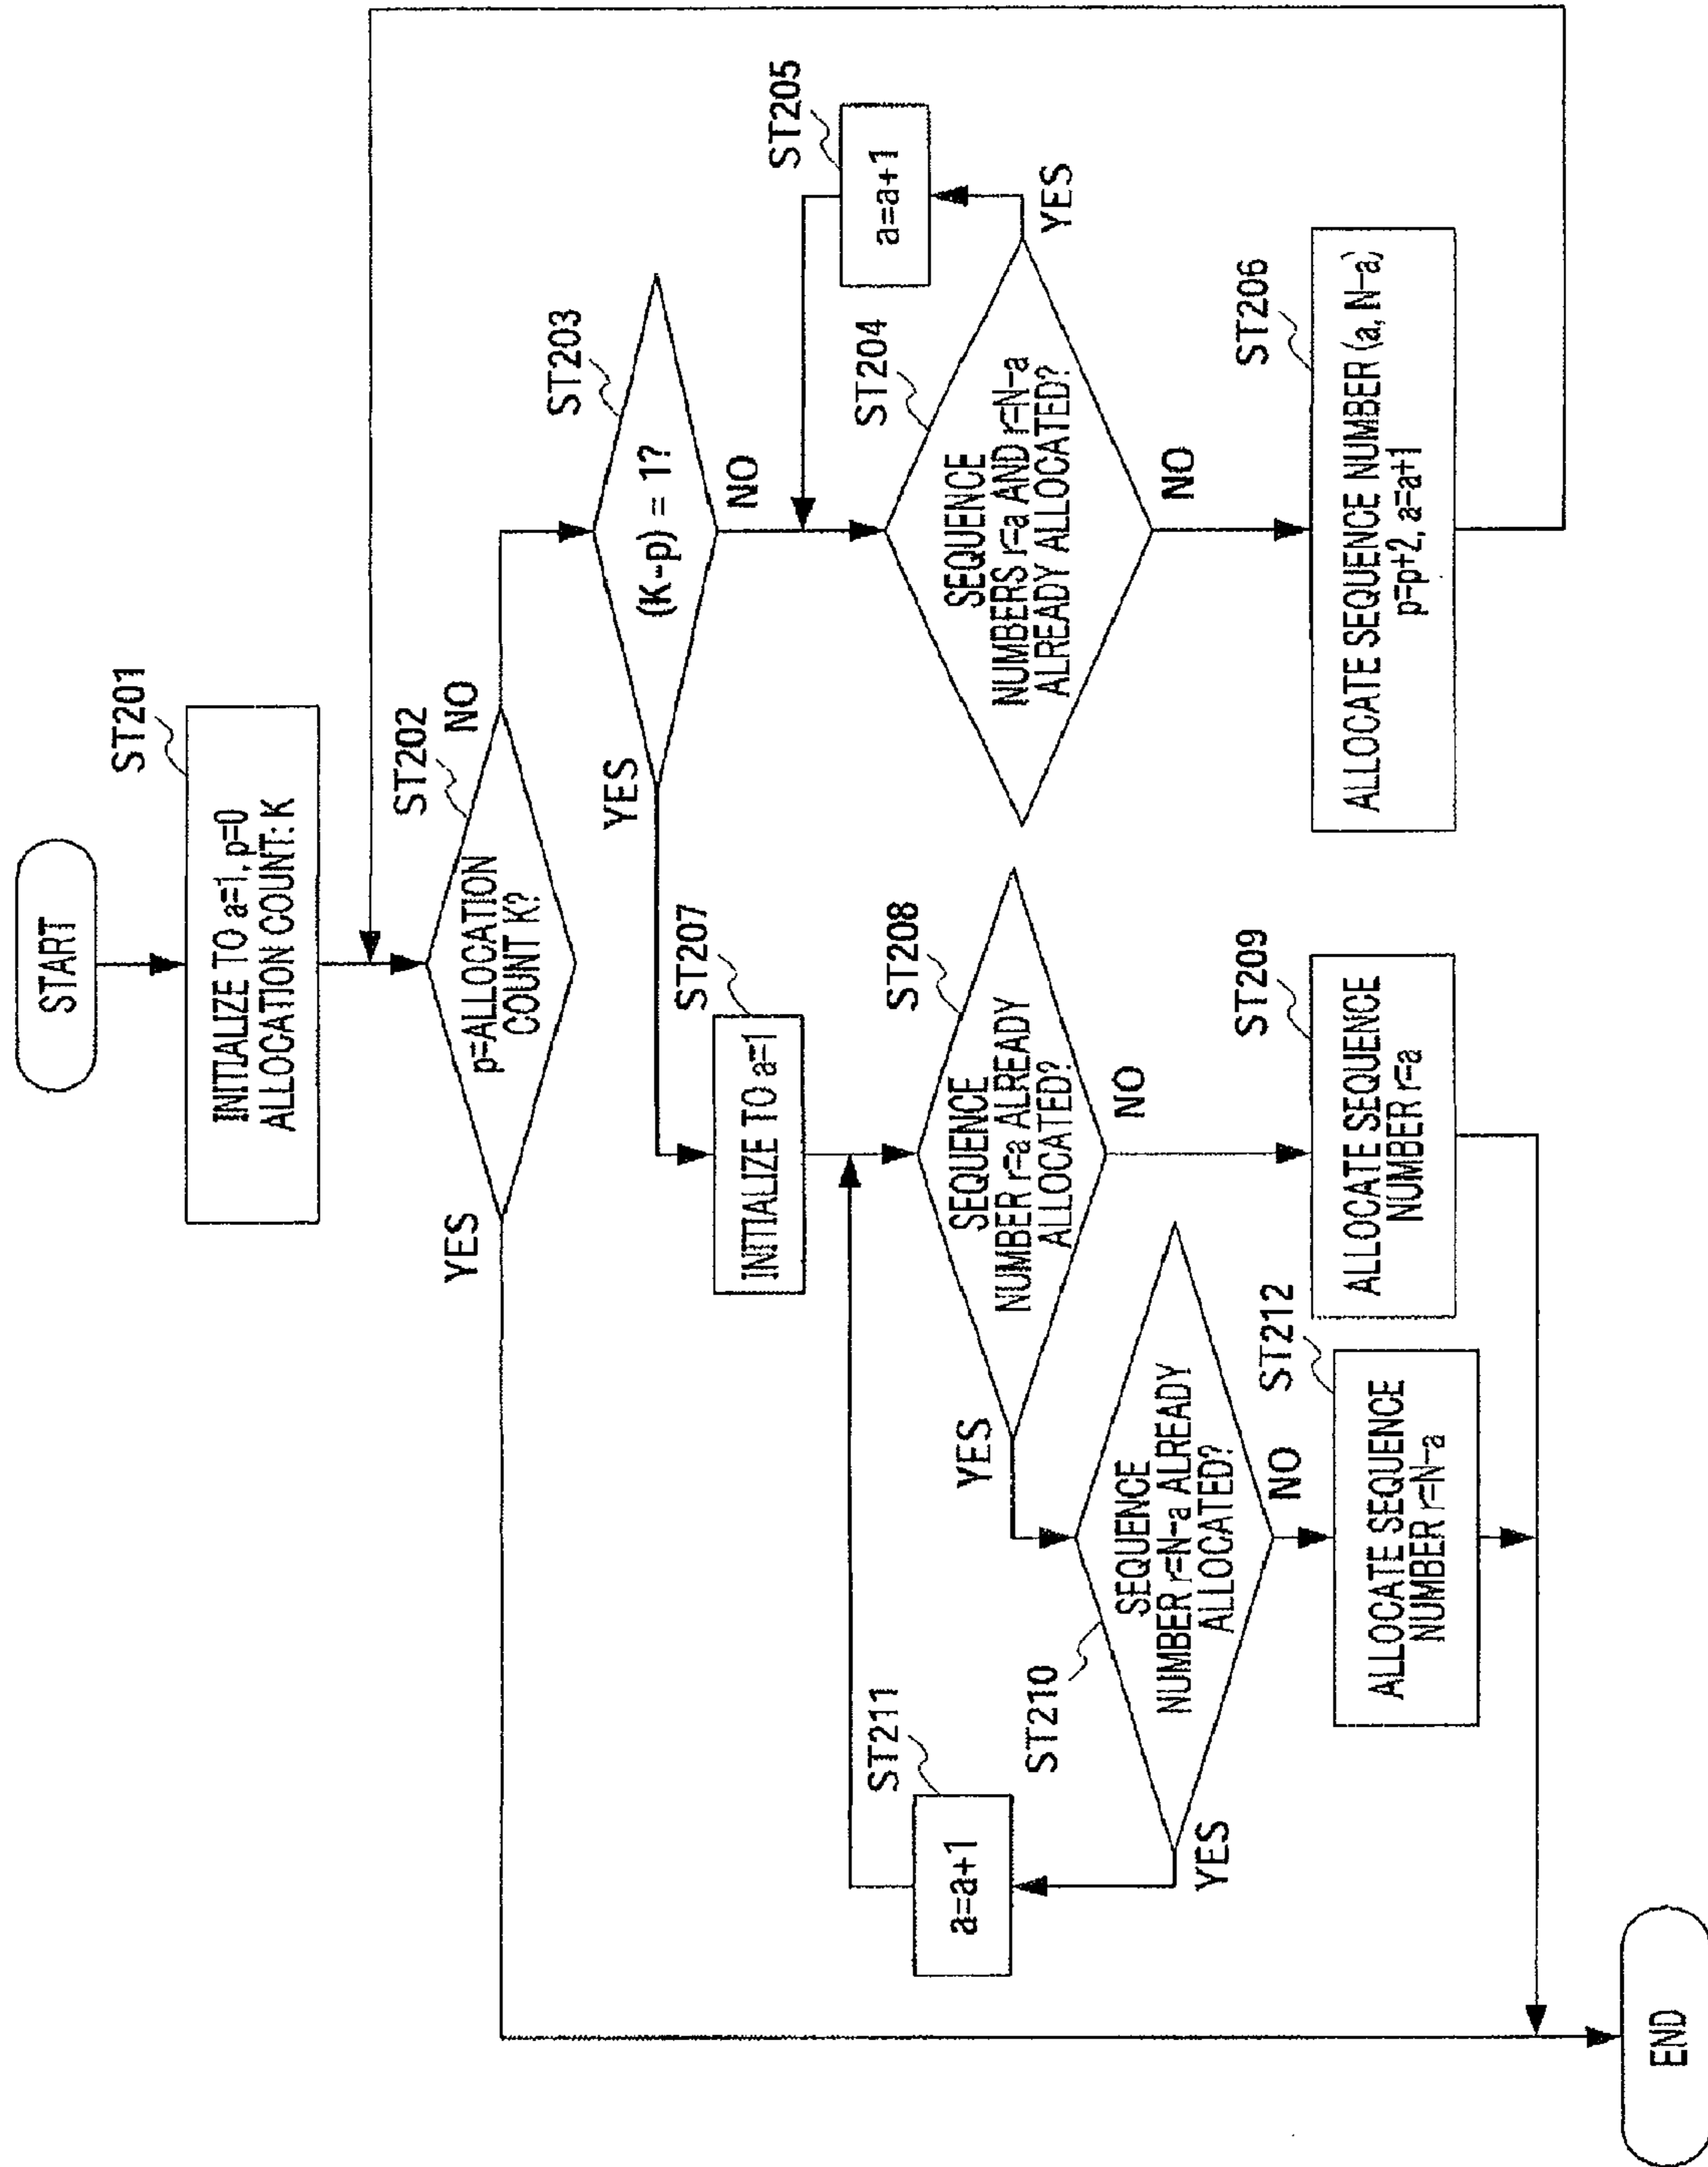 START
ST201
INITIALIZE TO a=1, p=0
ALLOCATION COUNT: K
ST202
p=ALLOCATION
COUNT K?
YES
NO
ST203
(K-p) = 1?
YES
NO
ST204
SEQUENCE
NUMBERS r=a AND r=N-a
ALREADY ALLOCATED?
YES
NO
ST205
a=a+1
ST206
ALLOCATE SEQUENCE NUMBER (a, N-a)
p=p+2, a=a+1
ST207
INITIALIZE TO a=1
ST208
SEQUENCE
NUMBER r=a ALREADY
ALLOCATED?
YES
NO
ST209
ALLOCATE SEQUENCE
NUMBER r=a
ST210
SEQUENCE
NUMBER r=N-a ALREADY
ALLOCATED?
YES
NO
ST211
a=a+1
ST212
ALLOCATE SEQUENCE
NUMBER r=N-a
END